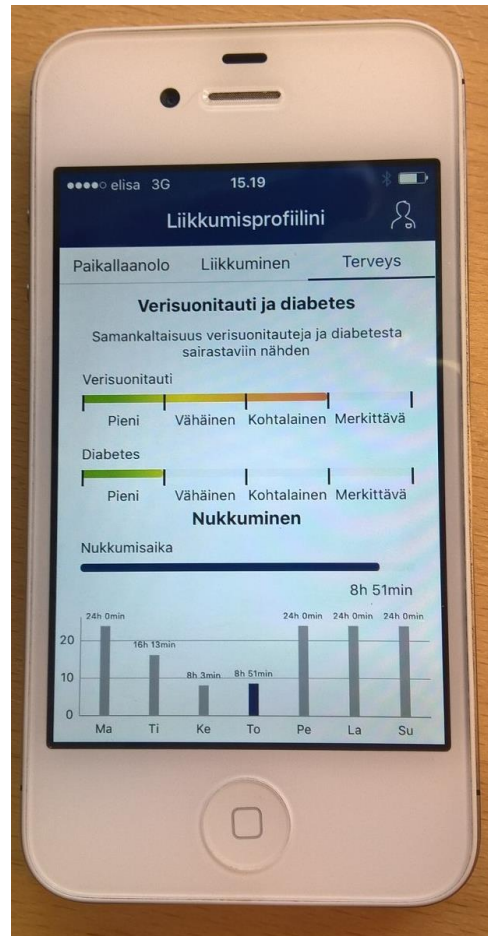 elisa 3G 15.19
Liikkumisprofiilini
Paikallaanolo Liikkuminen Terveys
Verisuonitauti ja diabetes
Samankaltaisuus verisuonitauteja ja diabetesta
sairastaviin nähden
Verisuonitauti
Pieni Vähäinen Kohtalainen Merkittävä
Diabetes
Pieni Vähäinen Kohtalainen Merkittävä
Nukkuminen
Nukkumisaika
8h 51min
24h 0min 16h 13min 8h 3min 8h 51min 24h 0min 24h 0min 24h 0min
20
10
0
Ma Ti Ke To Pe La Su